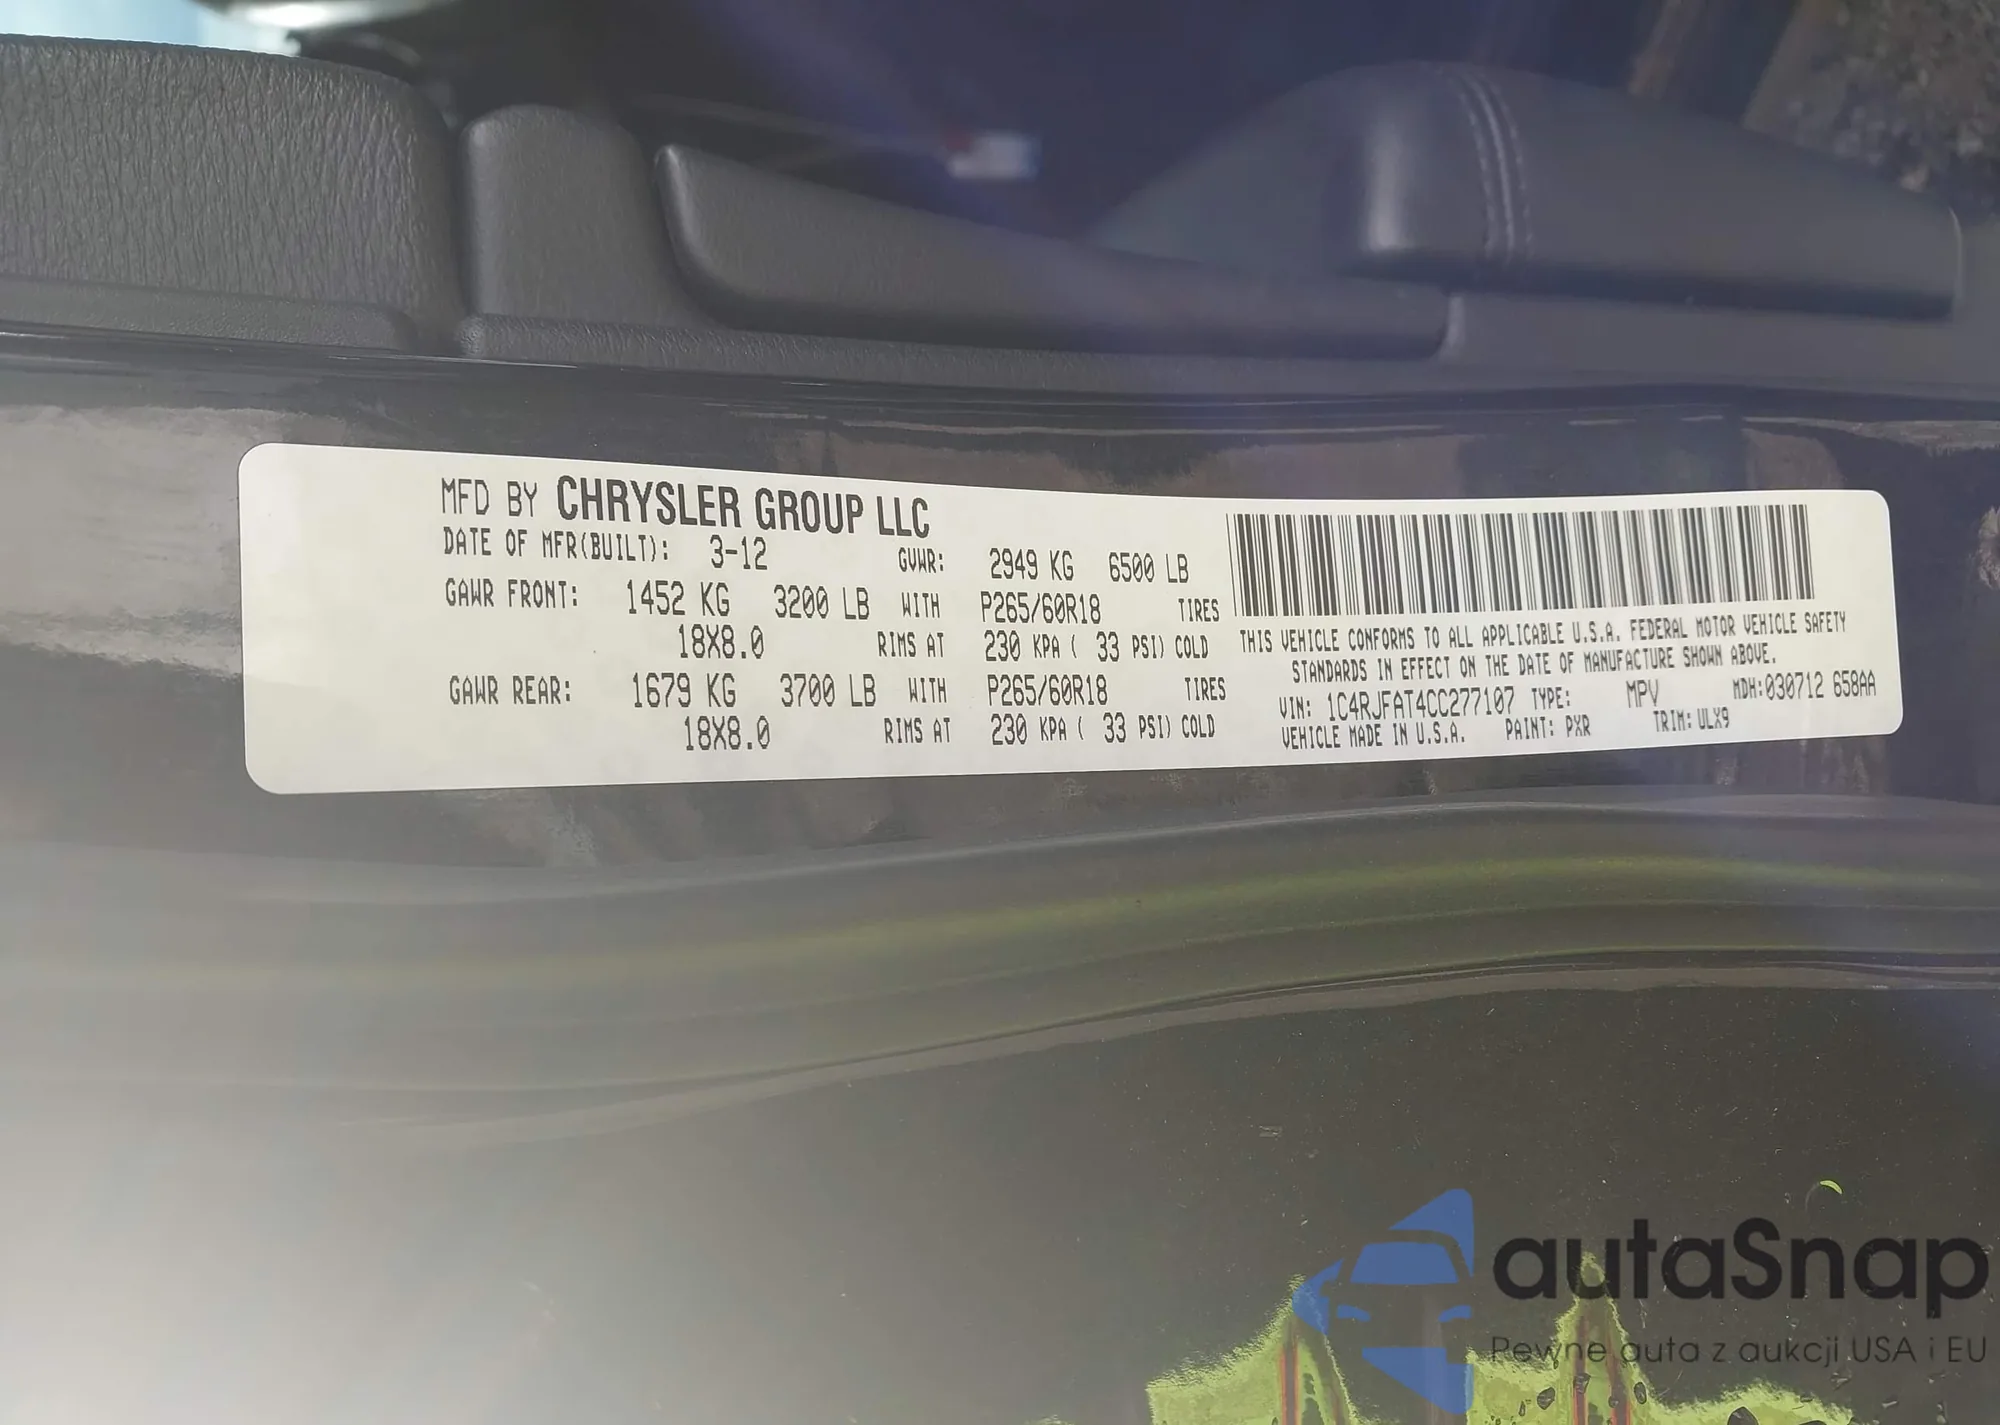 MFD BY CHRYSLER GROUP LLC
DATE OF MFR(BUILT): 3-12 GVWR: 2949 KG 6500 LB
GAWR FRONT: 1452 KG 3200 LB WITH P265/60R18 TIRES
18X8.0 RIMS AT 230 KPA ( 33 PSI) COLD
GAWR REAR: 1679 KG 3700 LB WITH P265/60R18 TIRES
18X8.0 RIMS AT 230 KPA ( 33 PSI) COLD
THIS VEHICLE CONFORMS TO ALL APPLICABLE U.S.A. FEDERAL MOTOR VEHICLE SAFETY
STANDARDS IN EFFECT ON THE DATE OF MANUFACTURE SHOWN ABOVE.
VIN: 1C4RJFAT4CC277107 TYPE: MPV MDH:030712 658AA
VEHICLE MADE IN U.S.A. PAINT: PXR TRIM: ULX9
autaSnap
Pewne auta z aukcji USA i EU